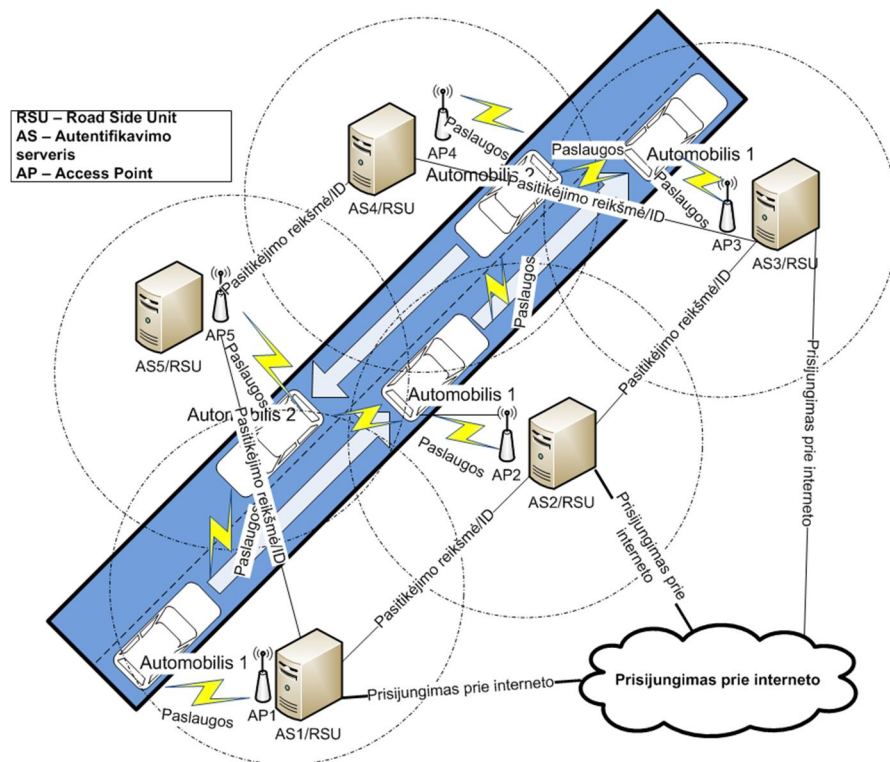 RSU – Road Side Unit
AS – Autentifikavimo
serveris
AP – Access Point
AP4
Paslaugos
AS4/RSU
Automobilis 2
Paslaugos
Automobilis 1
Paslaugos
AP3
AS3/RSU
Pasitikėjimo reikšmė/ID
Pasitikėjimo reikšmė/ID
AP5
AS5/RSU
Paslaugos
Paslaugos
Pasitikėjimo reikšmė/ID
Prisijungimas prie interneto
Automobilis 2
Automobilis 1
Paslaugos
AP2
AS2/RSU
Pasitikėjimo reikšmė/ID
Paslaugos
Pasitikėjimo reikšmė/ID
Prisijungimas prie
interneto
Automobilis 1
Paslaugos
AP1
AS1/RSU
Prisijungimas prie interneto
Prisijungimas prie interneto